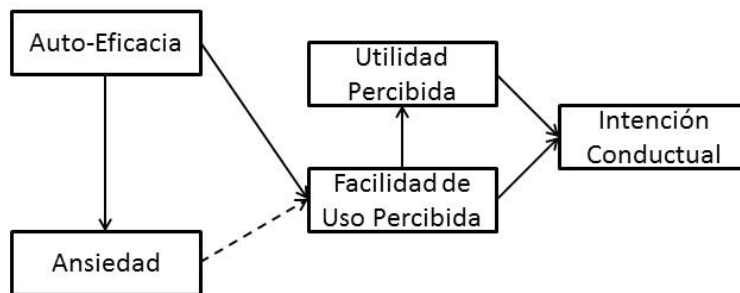 Auto-Eficacia
Utilidad
Percibida
Intención
Conductual
Facilidad de
Uso Percibida
Ansiedad